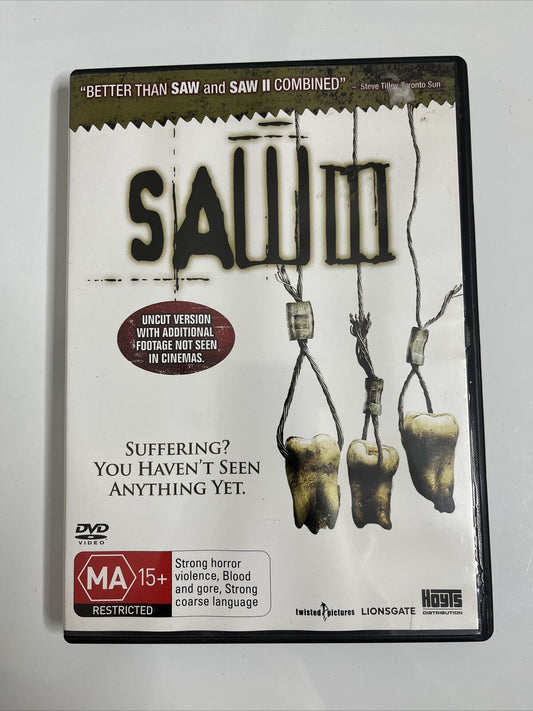 "BETTER THAN SAW and SAW II COMBINED" – Steve Tilley, Toronto Sun
SAW III
UNCUT VERSION
WITH ADDITIONAL
FOOTAGE NOT SEEN
IN CINEMAS.
SUFFERING?
YOU HAVEN'T SEEN
ANYTHING YET.
DVD
VIDEO
MA 15+
RESTRICTED
Strong horror
violence, Blood
and gore, Strong
coarse language
twisted pictures LIONSGATE HOYTS
DISTRIBUTION